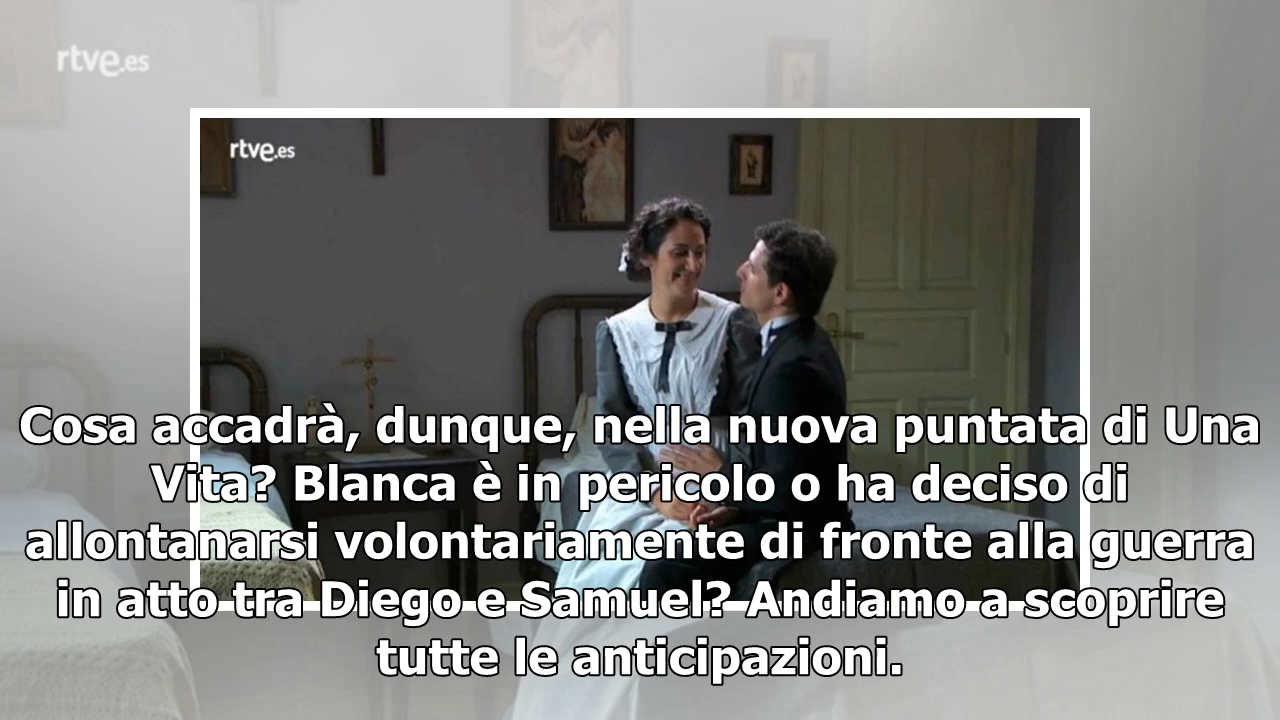 rtve.es
rtve.es
Cosa accadrà, dunque, nella nuova puntata di Una
Vita? Blanca è in pericolo o ha deciso di
allontanarsi volontariamente di fronte alla guerra
in atto tra Diego e Samuel? Andiamo a scoprire
tutte le anticipazioni.